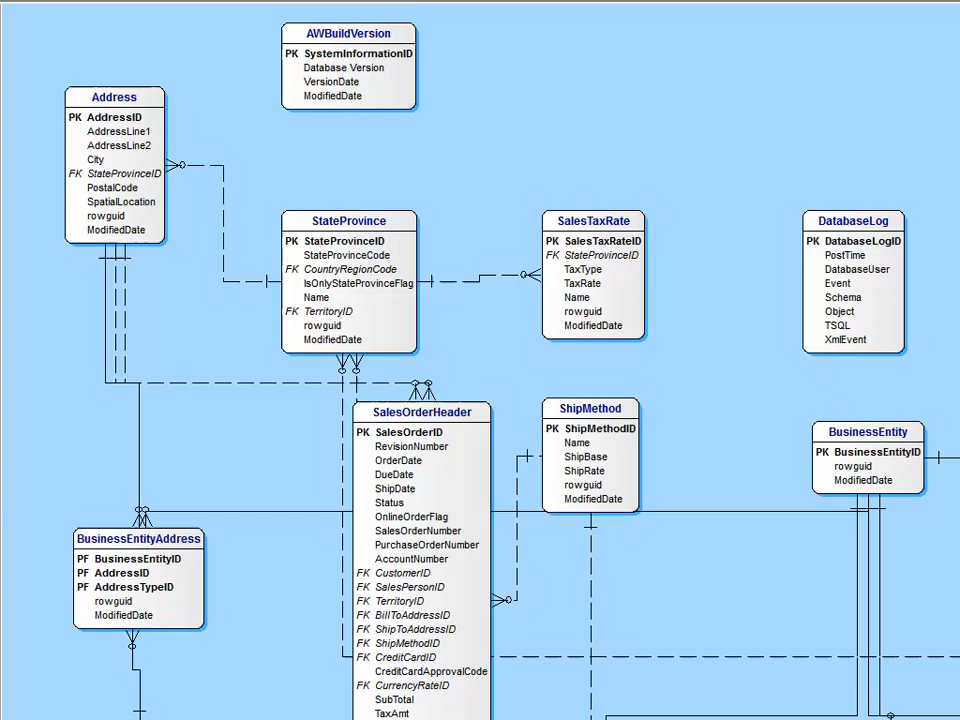 AWBuildVersion
PK SystemInformationID
Database Version
VersionDate
ModifiedDate
Address
PK AddressID
AddressLine1
AddressLine2
City
FK StateProvinceID
PostalCode
SpatialLocation
rowguid
ModifiedDate
StateProvince
PK StateProvinceID
StateProvinceCode
FK CountryRegionCode
IsOnlyStateProvinceFlag
Name
FK TerritoryID
rowguid
ModifiedDate
SalesTaxRate
PK SalesTaxRateID
FK StateProvinceID
TaxType
TaxRate
Name
rowguid
ModifiedDate
DatabaseLog
PK DatabaseLogID
PostTime
DatabaseUser
Event
Schema
Object
TSQL
XmlEvent
SalesOrderHeader
PK SalesOrderID
RevisionNumber
OrderDate
DueDate
ShipDate
Status
OnlineOrderFlag
SalesOrderNumber
PurchaseOrderNumber
AccountNumber
FK CustomerID
FK SalesPersonID
FK TerritoryID
FK BillToAddressID
FK ShipToAddressID
FK ShipMethodID
FK CreditCardID
CreditCardApprovalCode
FK CurrencyRateID
SubTotal
TaxAmt
ShipMethod
PK ShipMethodID
Name
ShipBase
ShipRate
rowguid
ModifiedDate
BusinessEntity
PK BusinessEntityID
rowguid
ModifiedDate
BusinessEntityAddress
PF BusinessEntityID
PF AddressID
PF AddressTypeID
rowguid
ModifiedDate